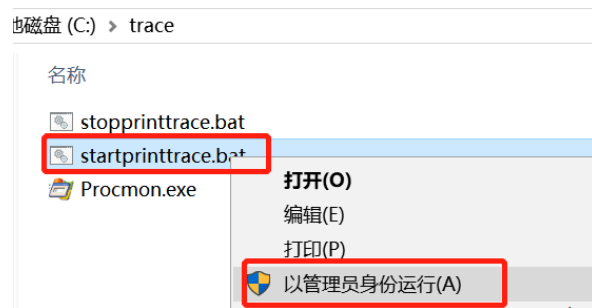 地磁盘 (C:) > trace
名称
stopprinttrace.bat
startprinttrace.bat
打开(O)
Procmon.exe
编辑(E)
打印(P)
以管理员身份运行(A)